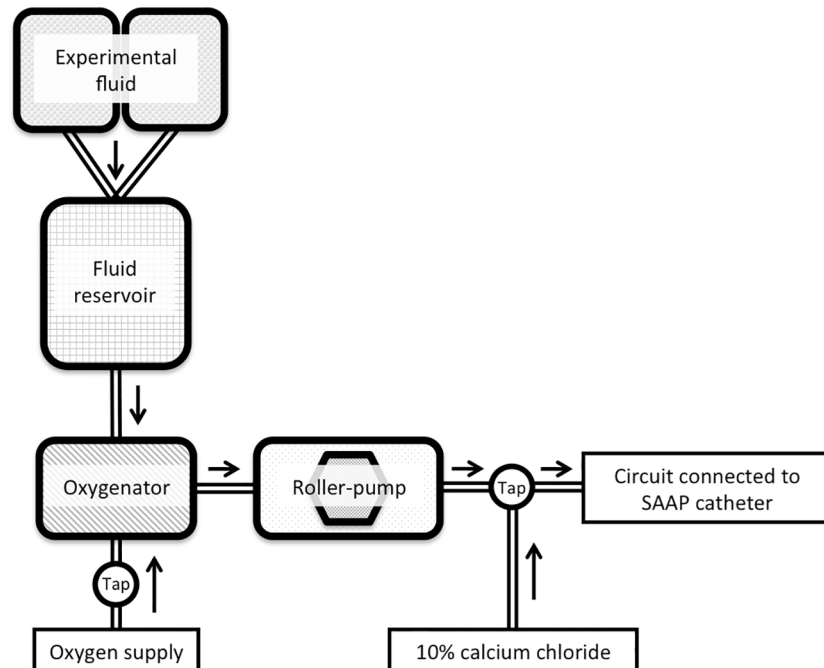 Experimental
fluid
Fluid
reservoir
Oxygenator
Roller-pump
Tap
Circuit connected to
SAAP catheter
Tap
Oxygen supply
10% calcium chloride